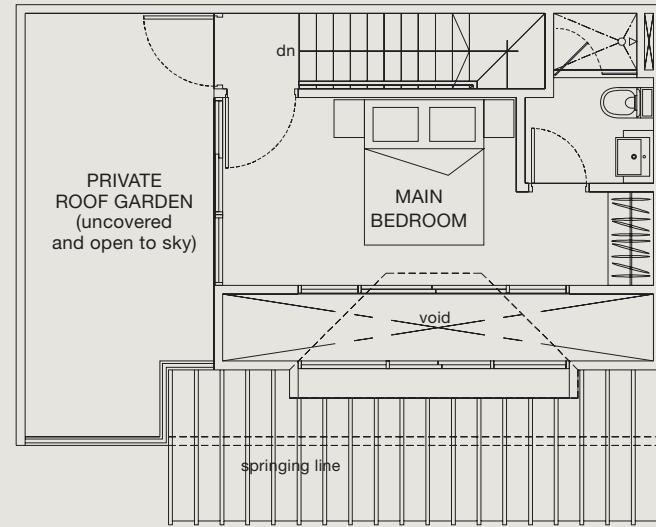 dn
PRIVATE
ROOF GARDEN
(uncovered
and open to sky)
MAIN
BEDROOM
void
springing line